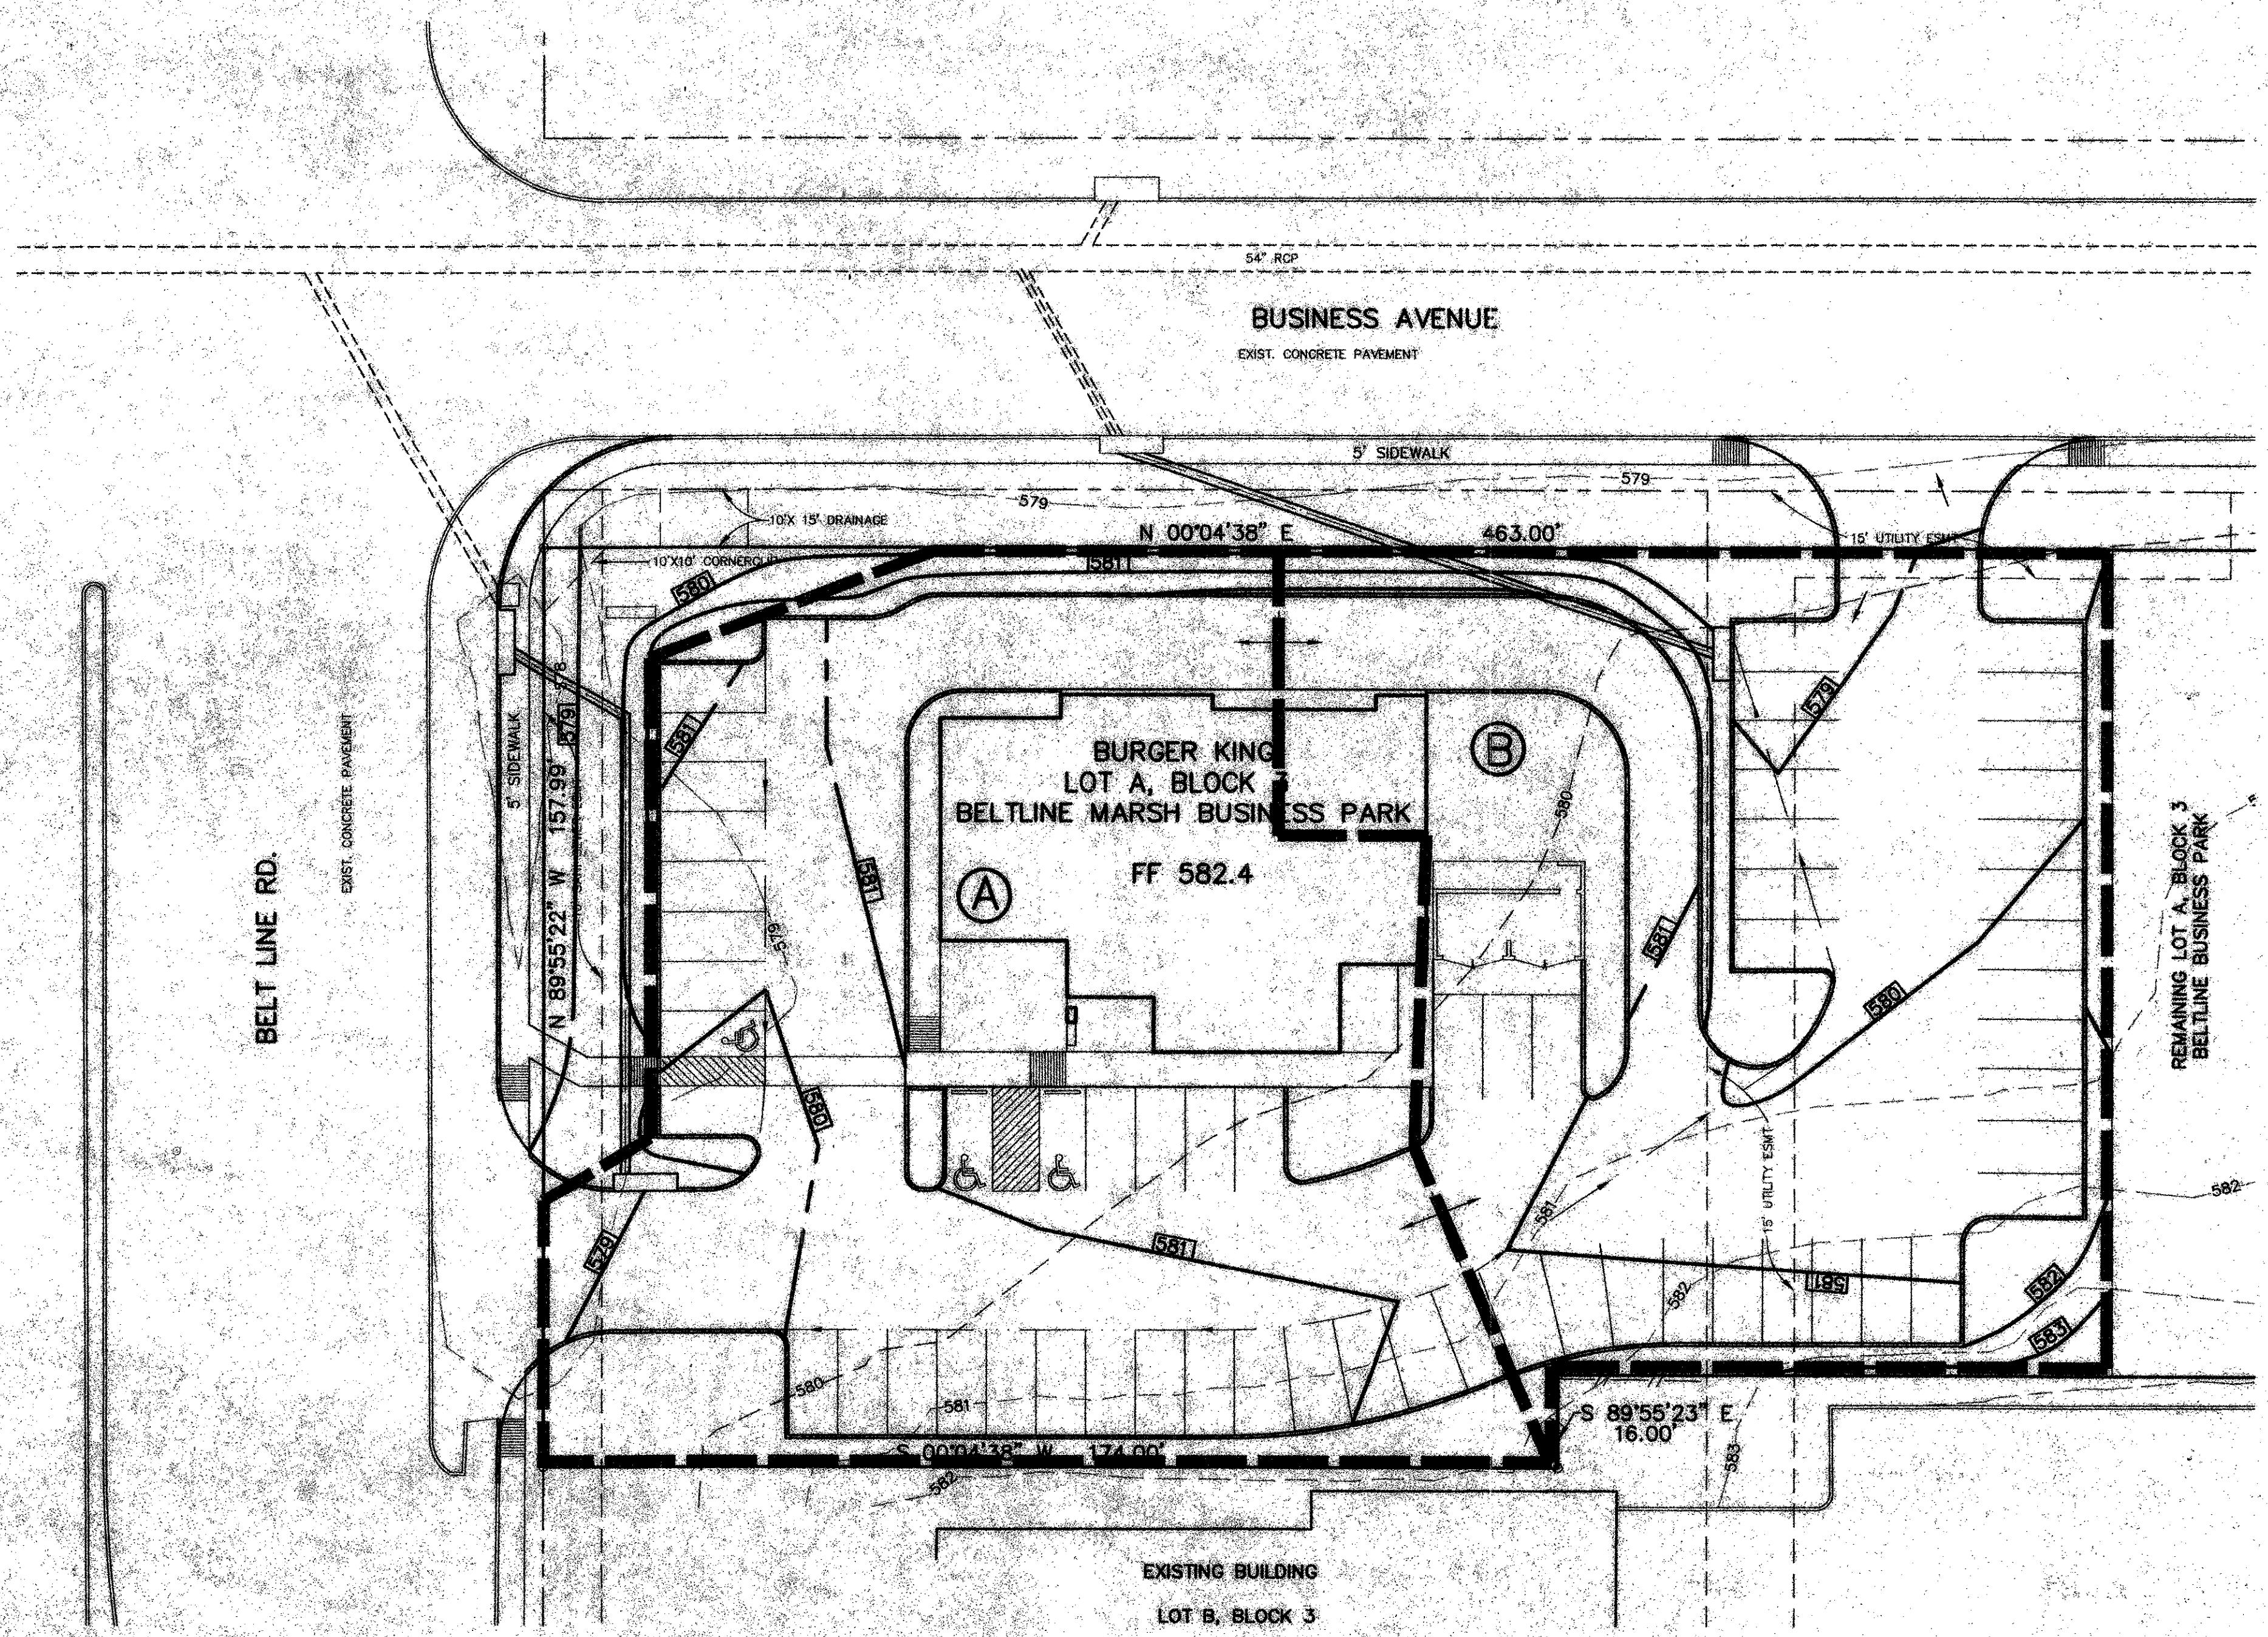 54" RCP
BUSINESS AVENUE
EXIST. CONCRETE PAVEMENT
5' SIDEWALK
579
579
10'X 15' DRAINAGE
N 00°04'38" E 463.00'
15' UTILITY ESMT
10'X10' CORNERCLIP
581
580
578
579
581
579
5' SIDEWALK
N 89°55'22" W 157.99'
EXIST. CONCRETE PAVEMENT
BELT LINE RD.
BURGER KING
LOT A, BLOCK 3
BELTLINE MARSH BUSINESS PARK
FF 582.4
A
B
580
581
581
579.5
580
580
REMAINING LOT A, BLOCK 3
BELTLINE BUSINESS PARK
15' UTILITY ESMT
582
581
579
581
582
581
582
583
580
581
S 89°55'23" E
16.00'
S 00°04'38" W 174.00'
582
583
EXISTING BUILDING
LOT B, BLOCK 3